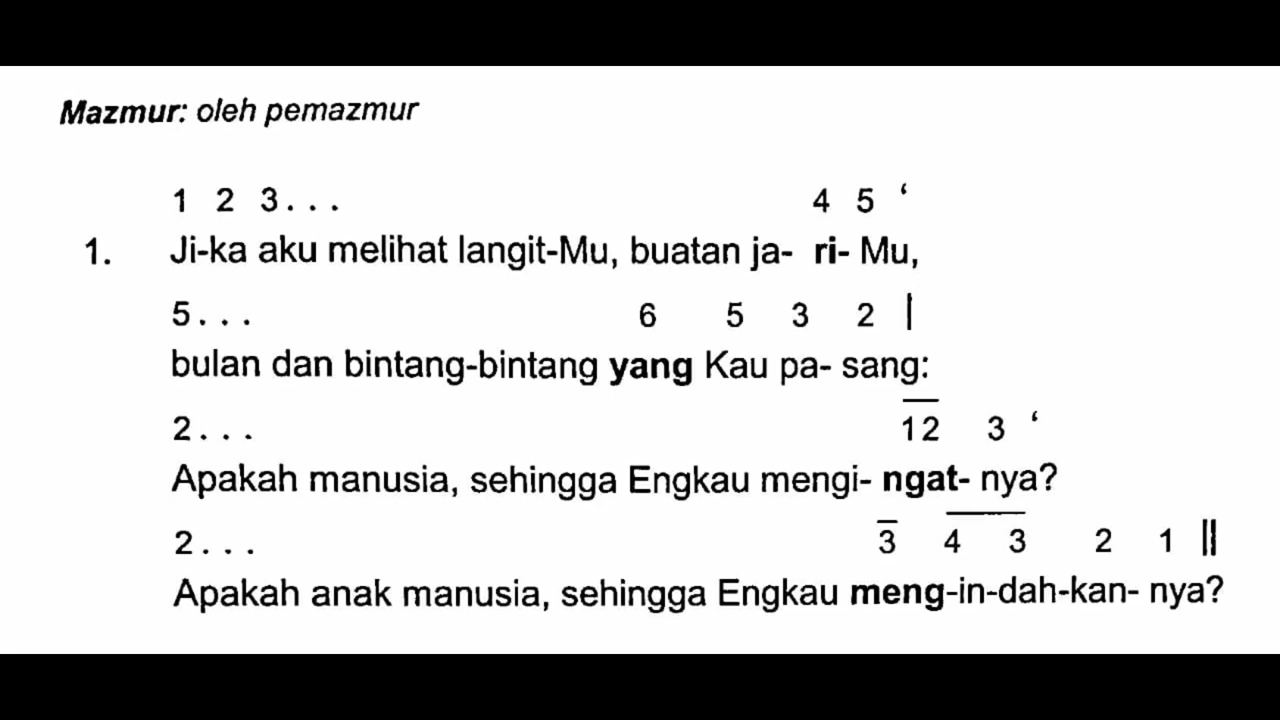 Mazmur: oleh pemazmur
1 2 3 . . . 4 5 ‘
1. Ji-ka aku melihat langit-Mu, buatan ja- ri- Mu,
5 . . . 6 5 3 2 |
bulan dan bintang-bintang yang Kau pa- sang:
2 . . . 12 3 ‘
Apakah manusia, sehingga Engkau mengi- ngat- nya?
2 . . . 3 4 3 2 1 ||
Apakah anak manusia, sehingga Engkau meng-in-dah-kan- nya?